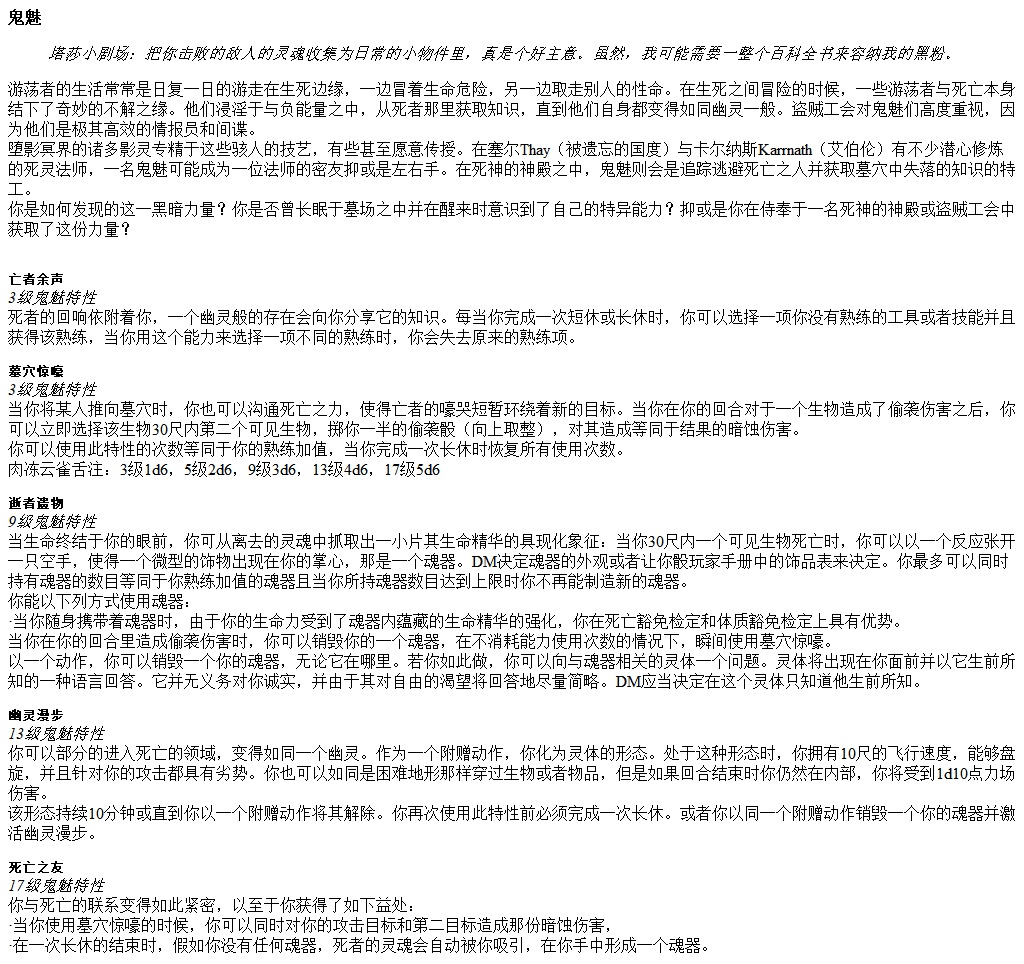 鬼魅
塔莎小剧场：把你击败的敌人的灵魂收集为日常的小物件里，真是个好主意。虽然，我可能需要一整个百科全书来容纳我的黑粉。
游荡者的生活常常是日复一日的游走在生死边缘，一边冒着生命危险，另一边取走别人的性命。在生死之间冒险的时候，一些游荡者与死亡本身
结下了奇妙的不解之缘。他们浸淫于与负能量之中，从死者那里获取知识，直到他们自身都变得如同幽灵一般。盗贼工会对鬼魅们高度重视，因
为他们是极其高效的情报员和间谍。
堕影冥界的诸多影灵专精于这些骇人的技艺，有些甚至愿意传授。在塞尔Thay（被遗忘的国度）与卡尔纳斯Karrnath（艾伯伦）有不少潜心修炼
的死灵法师，一名鬼魅可能成为一位法师的密友抑或是左右手。在死神的神殿之中，鬼魅则会是追踪逃避死亡之人并获取墓穴中失落的知识的特
工。
你是如何发现的这一黑暗力量？你是否曾长眠于墓场之中并在醒来时意识到了自己的特异能力？抑或是你在侍奉于一名死神的神殿或盗贼工会中
获取了这份力量？
亡者余声
3级鬼魅特性
死者的回响依附着你，一个幽灵般的存在会向你分享它的知识。每当你完成一次短休或长休时，你可以选择一项你没有熟练的工具或者技能并且
获得该熟练，当你用这个能力来选择一项不同的熟练时，你会失去原来的熟练项。
墓穴惊嚎
3级鬼魅特性
当你将某人推向墓穴时，你也可以沟通死亡之力，使得亡者的嚎哭短暂环绕着新的目标。当你在你的回合对于一个生物造成了偷袭伤害之后，你
可以立即选择该生物30尺内第二个可见生物，掷你一半的偷袭骰（向上取整），对其造成等同于结果的暗蚀伤害。
你可以使用此特性的次数等同于你的熟练加值，当你完成一次长休时恢复所有使用次数。
肉冻云雀舌注：3级1d6，5级2d6，9级3d6，13级4d6，17级5d6
逝者遗物
9级鬼魅特性
当生命终结于你的眼前，你可从离去的灵魂中抓取出一小片其生命精华的具现化象征：当你30尺内一个可见生物死亡时，你可以以一个反应张开
一只空手，使得一个微型的饰物出现在你的掌心，那是一个魂器。DM决定魂器的外观或者让你骰玩家手册中的饰品表来决定。你最多可以同时
持有魂器的数目等同于你熟练加值的魂器且当你所持魂器数目达到上限时你不再能制造新的魂器。
你能以下列方式使用魂器：
·当你随身携带着魂器时，由于你的生命力受到了魂器内蕴藏的生命精华的强化，你在死亡豁免检定和体质豁免检定上具有优势。
当你在你的回合里造成偷袭伤害时，你可以销毁你的一个魂器，在不消耗能力使用次数的情况下，瞬间使用墓穴惊嚎。
以一个动作，你可以销毁一个你的魂器，无论它在哪里。若你如此做，你可以向与魂器相关的灵体一个问题。灵体将出现在你面前并以它生前所
知的一种语言回答。它并无义务对你诚实，并由于其对自由的渴望将回答地尽量简略。DM应当决定在这个灵体只知道他生前所知。
幽灵漫步
13级鬼魅特性
你可以部分的进入死亡的领域，变得如同一个幽灵。作为一个附赠动作，你化为灵体的形态。处于这种形态时，你拥有10尺的飞行速度，能够盘
旋，并且针对你的攻击都具有劣势。你也可以如同是困难地形那样穿过生物或者物品，但是如果回合结束时你仍然在内部，你将受到1d10点力场
伤害。
该形态持续10分钟或直到你以一个附赠动作将其解除。你再次使用此特性前必须完成一次长休。或者你以同一个附赠动作销毁一个你的魂器并激
活幽灵漫步。
死亡之友
17级鬼魅特性
你与死亡的联系变得如此紧密，以至于你获得了如下益处：
·当你使用墓穴惊嚎的时候，你可以同时对你的攻击目标和第二目标造成那份暗蚀伤害，
·在一次长休的结束时，假如你没有任何魂器，死者的灵魂会自动被你吸引，在你手中形成一个魂器。